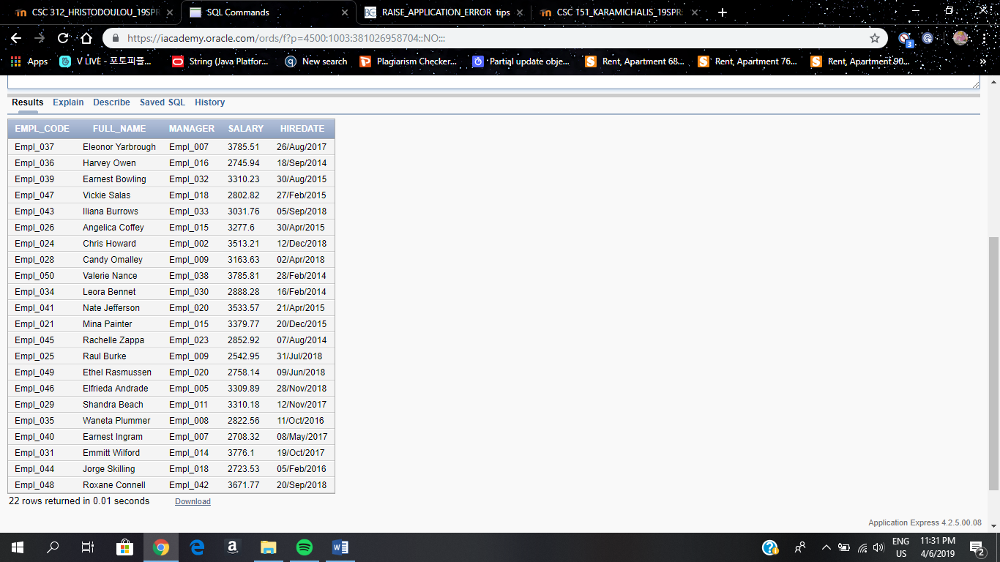 CSC 312_HRISTODOULOU_19SPR
SQL Commands
RAISE_APPLICATION_ERROR tips
CSC 151_KARAMICHALIS_19SPR
https://iacademy.oracle.com/ords/f?p=4500:1003:381026958704::NO:::
3
Apps
V LIVE - 포토피플...
String (Java Platfor...
New search
Plagiarism Checker...
Partial update obje...
Rent, Apartment 68...
Rent, Apartment 76...
Rent, Apartment 90...
Results Explain Describe Saved SQL History
EMPL_CODE FULL_NAME MANAGER SALARY HIREDATE
Empl_037 Eleonor Yarbrough Empl_007 3785.51 26/Aug/2017
Empl_036 Harvey Owen Empl_016 2745.94 18/Sep/2014
Empl_039 Earnest Bowling Empl_032 3310.23 30/Aug/2015
Empl_047 Vickie Salas Empl_018 2802.82 27/Feb/2015
Empl_043 Iliana Burrows Empl_033 3031.76 05/Sep/2018
Empl_026 Angelica Coffey Empl_015 3277.6 30/Apr/2015
Empl_024 Chris Howard Empl_002 3513.21 12/Dec/2018
Empl_028 Candy Omalley Empl_009 3163.63 02/Apr/2018
Empl_050 Valerie Nance Empl_038 3785.81 28/Feb/2014
Empl_034 Leora Bennet Empl_030 2888.28 16/Feb/2014
Empl_041 Nate Jefferson Empl_020 3533.57 21/Apr/2015
Empl_021 Mina Painter Empl_015 3379.77 20/Dec/2015
Empl_045 Rachelle Zappa Empl_023 2852.92 07/Aug/2014
Empl_025 Raul Burke Empl_009 2542.95 31/Jul/2018
Empl_049 Ethel Rasmussen Empl_020 2758.14 09/Jun/2018
Empl_046 Elfrieda Andrade Empl_005 3309.89 28/Nov/2018
Empl_029 Shandra Beach Empl_011 3310.18 12/Nov/2017
Empl_035 Waneta Plummer Empl_008 2822.56 11/Oct/2016
Empl_040 Earnest Ingram Empl_007 2708.32 08/May/2017
Empl_031 Emmitt Wilford Empl_014 3776.1 19/Oct/2017
Empl_044 Jorge Skilling Empl_018 2723.53 05/Feb/2016
Empl_048 Roxane Connell Empl_042 3671.77 20/Sep/2018
22 rows returned in 0.01 seconds Download
Application Express 4.2.5.00.08
ENG
US
11:31 PM
4/6/2019
2